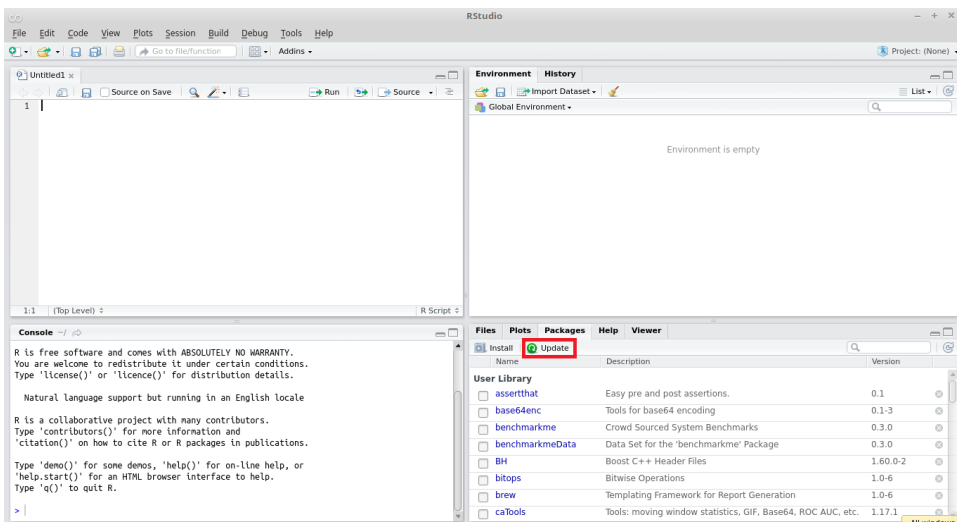 RStudio
File Edit Code View Plots Session Build Debug Tools Help
Go to file/function Addins Project: (None)
Untitled1
Source on Save Run Source
1
1:1 (Top Level) R Script
Console ~/
R is free software and comes with ABSOLUTELY NO WARRANTY.
You are welcome to redistribute it under certain conditions.
Type 'license()' or 'licence()' for distribution details.
Natural language support but running in an English locale
R is a collaborative project with many contributors.
Type 'contributors()' for more information and
'citation()' on how to cite R or R packages in publications.
Type 'demo()' for some demos, 'help()' for on-line help, or
'help.start()' for an HTML browser interface to help.
Type 'q()' to quit R.
>
Environment History
Import Dataset List
Global Environment
Environment is empty
Files Plots Packages Help Viewer
Install Update
Name Description Version
User Library
assertthat Easy pre and post assertions. 0.1
base64enc Tools for base64 encoding 0.1-3
benchmarkme Crowd Sourced System Benchmarks 0.3.0
benchmarkmeData Data Set for the 'benchmarkme' Package 0.3.0
BH Boost C++ Header Files 1.60.0-2
bitops Bitwise Operations 1.0-6
brew Templating Framework for Report Generation 1.0-6
caTools Tools: moving window statistics, GIF, Base64, ROC AUC, etc. 1.17.1